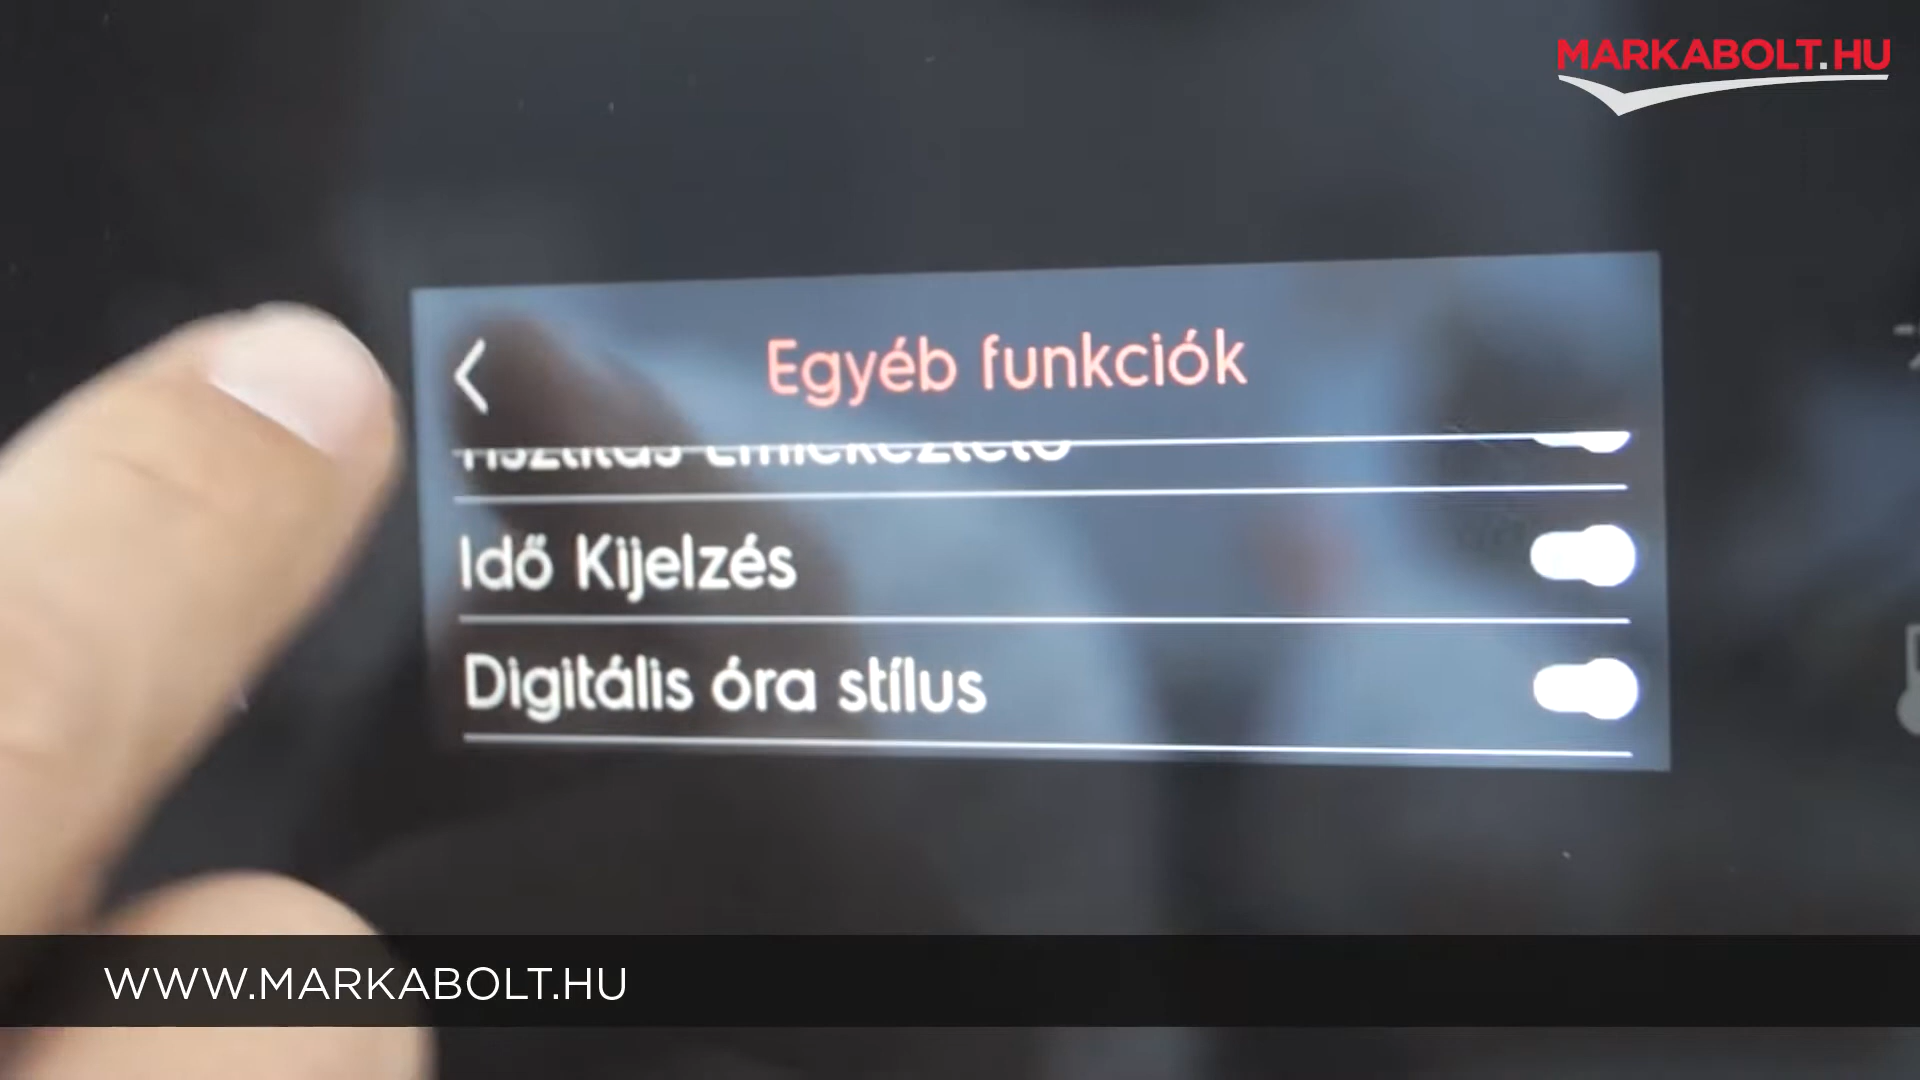 MARKABOLT.HU
Egyéb funkciók
Idő Kijelzés
Digitális óra stílus
WWW.MARKABOLT.HU